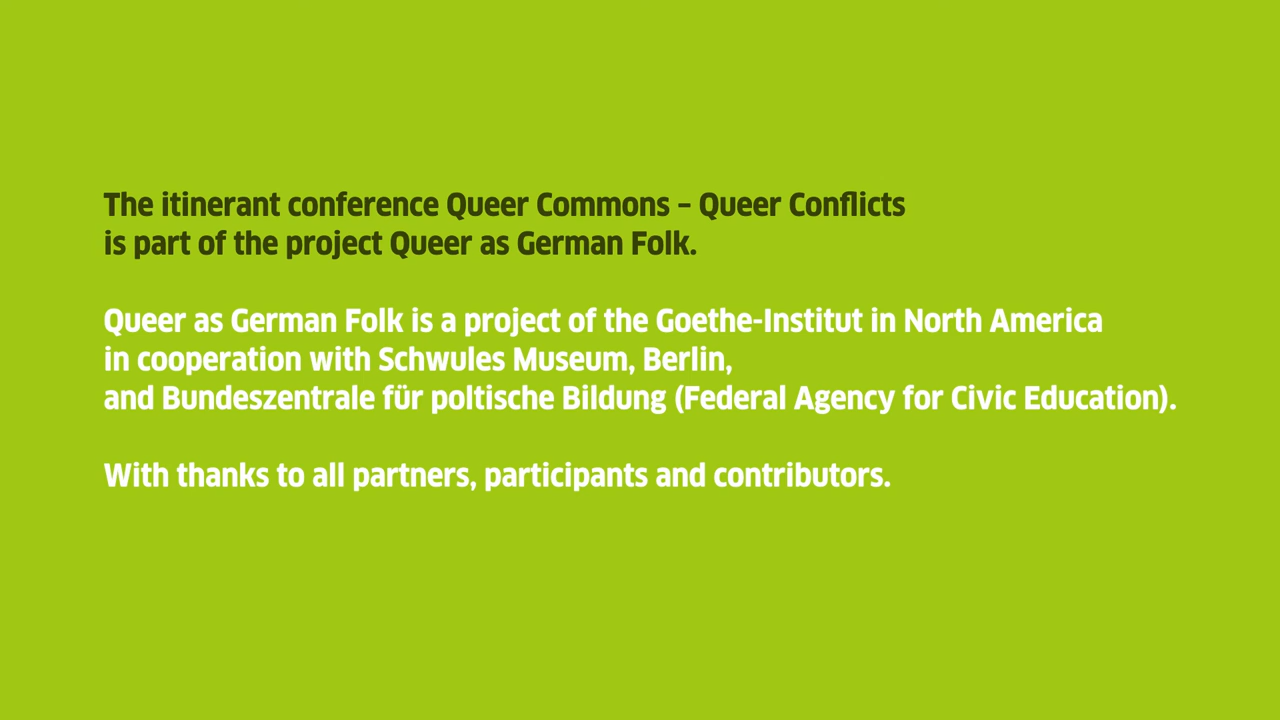 The itinerant conference Queer Commons – Queer Conflicts
is part of the project Queer as German Folk.
Queer as German Folk is a project of the Goethe-Institut in North America
in cooperation with Schwules Museum, Berlin,
and Bundeszentrale für poltische Bildung (Federal Agency for Civic Education).
With thanks to all partners, participants and contributors.